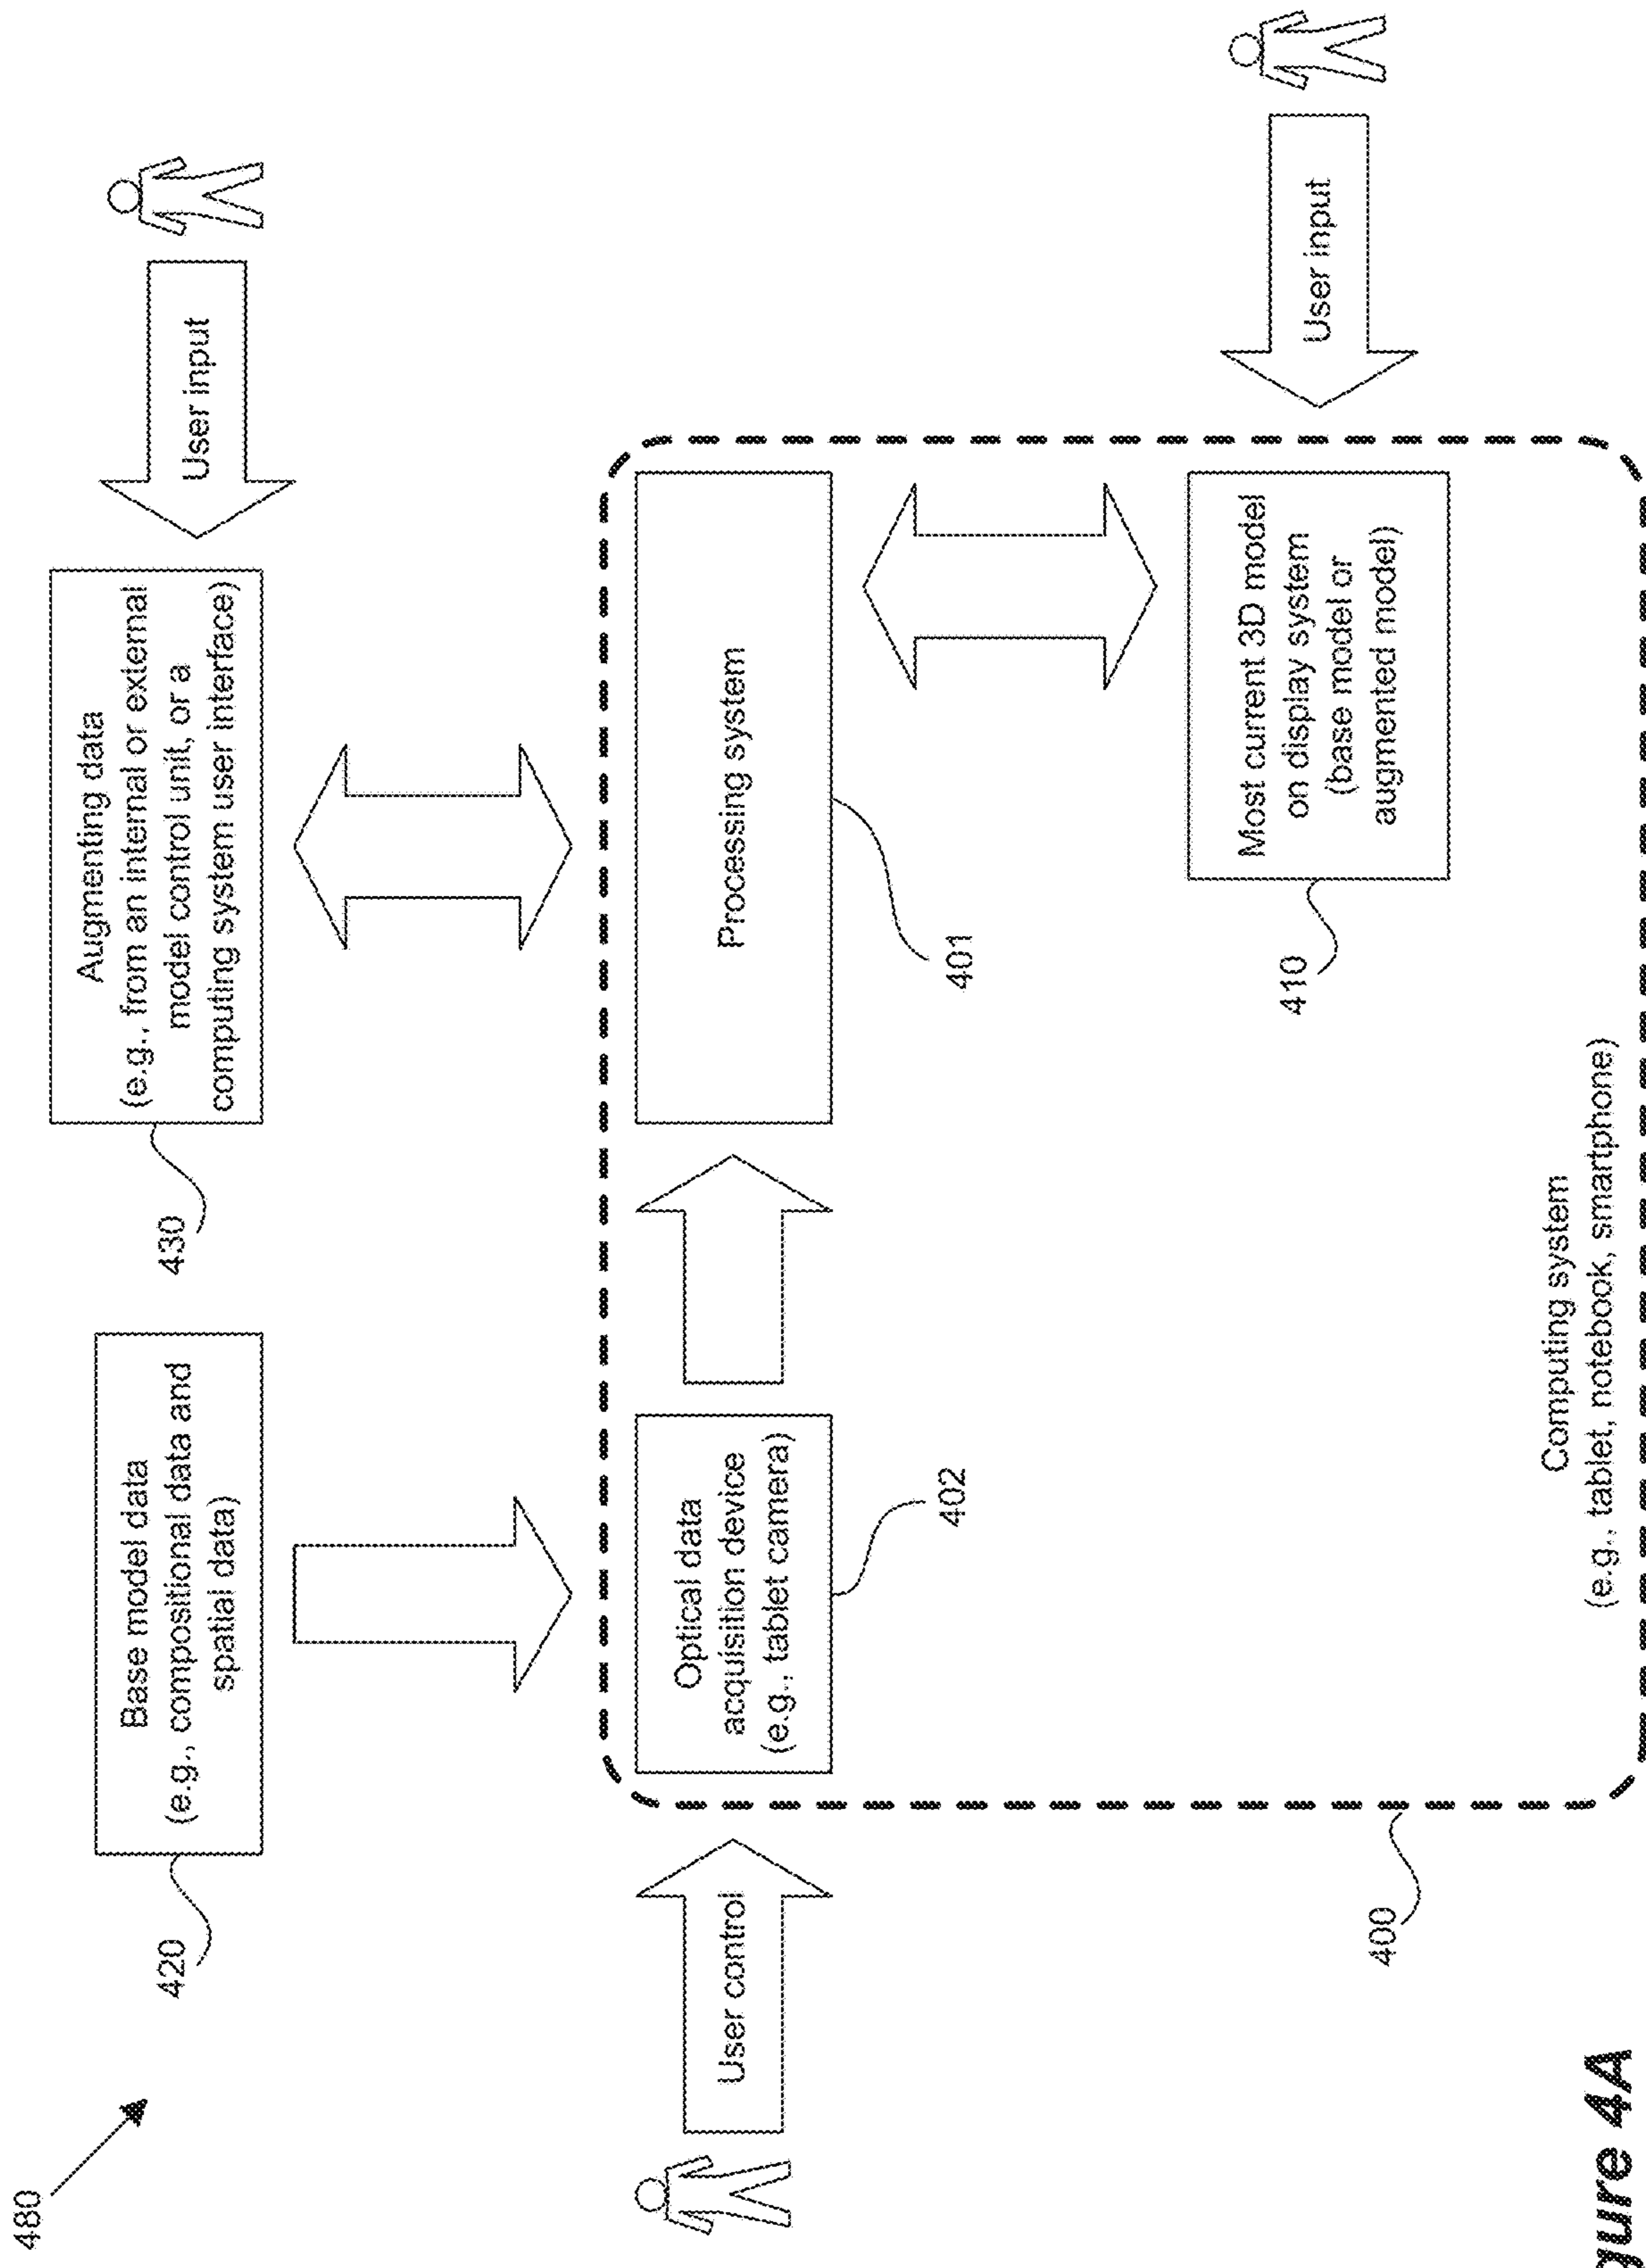 480
420
Base model data
(e.g., compositional data and
spatial data)
430
Augmenting data
(e.g., from an internal or external
model control unit, or a
computing system user interface)
User input
User control
Optical data
acquisition device
(e.g., tablet camera)
402
Processing system
401
410
Most current 3D model
on display system
(base model or
augmented model)
User input
400
Computing system
(e.g., tablet, notebook, smartphone)
gure 4A